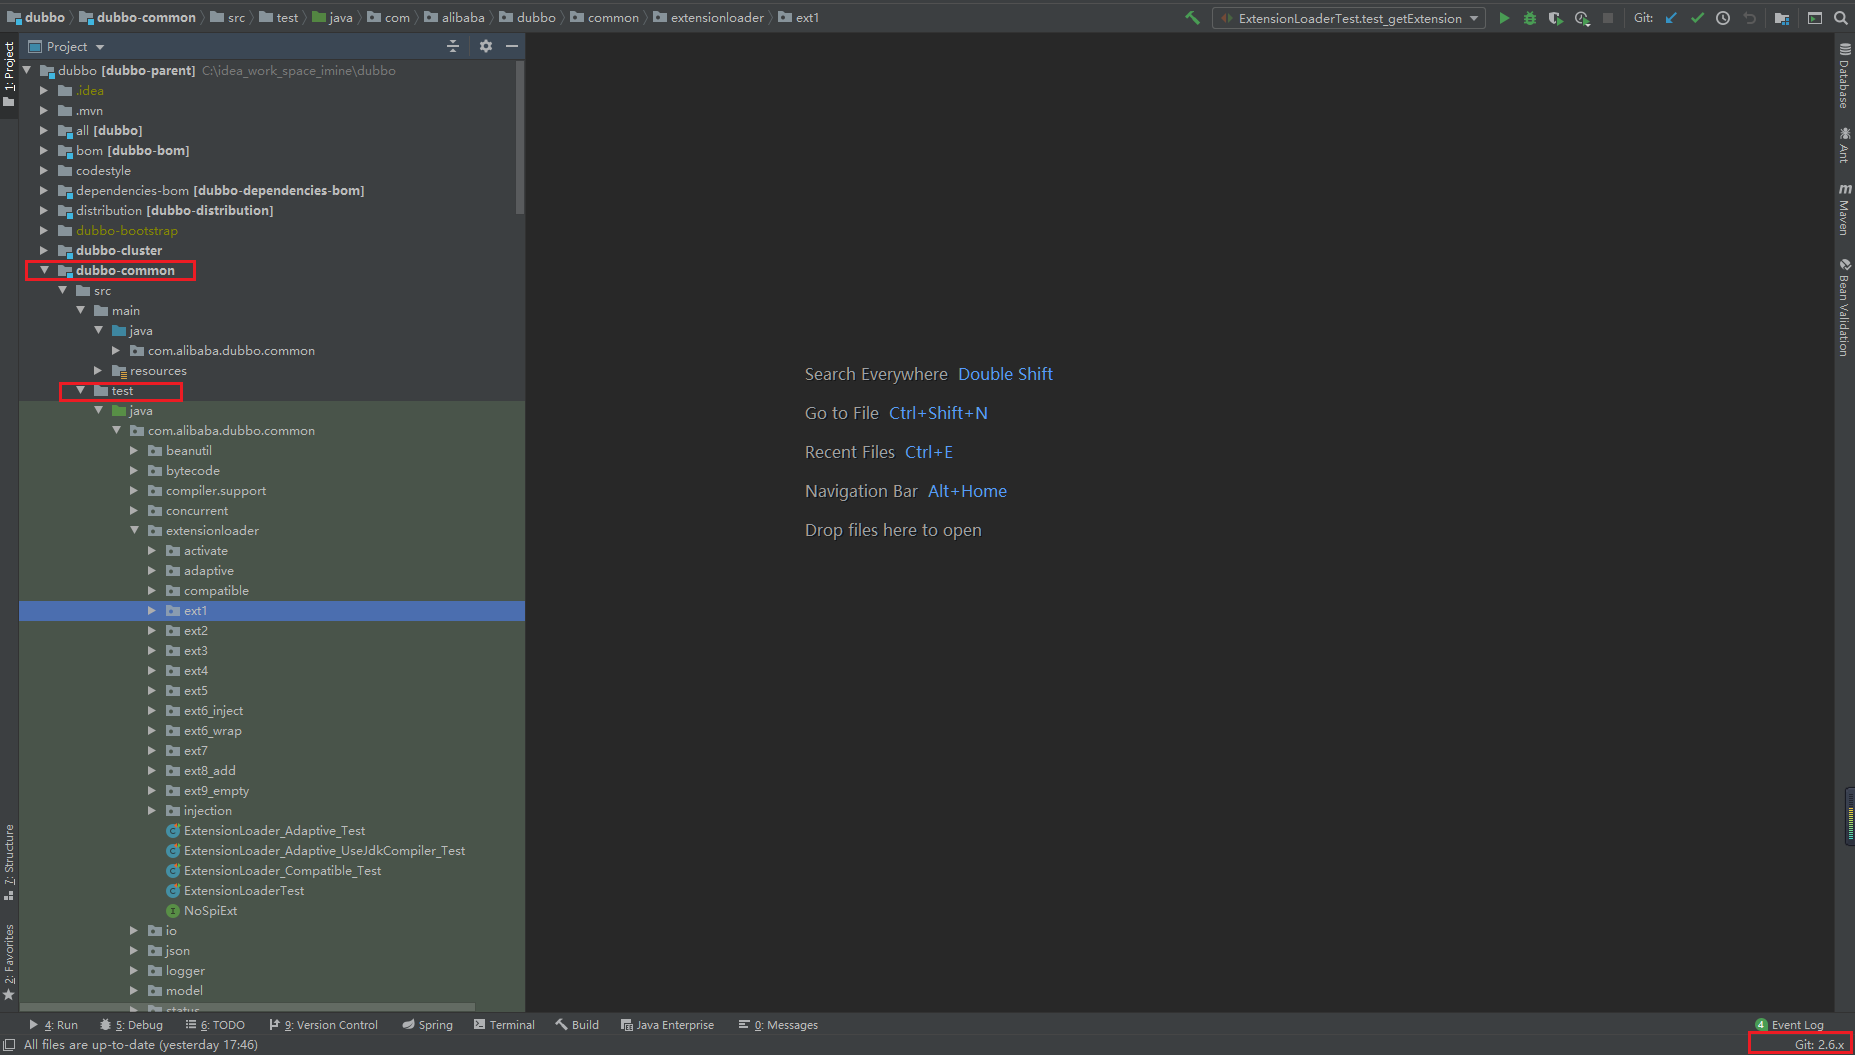 dubbo dubbo-common src test java com alibaba dubbo common extensionloader ext1
ExtensionLoaderTest.test_getExtension
Git:
Project
dubbo [dubbo-parent] C:\idea_work_space_imine\dubbo
.idea
.mvn
all [dubbo]
bom [dubbo-bom]
codestyle
dependencies-bom [dubbo-dependencies-bom]
distribution [dubbo-distribution]
dubbo-bootstrap
dubbo-cluster
dubbo-common
src
main
java
com.alibaba.dubbo.common
resources
test
java
com.alibaba.dubbo.common
beanutil
bytecode
compiler.support
concurrent
extensionloader
activate
adaptive
compatible
ext1
ext2
ext3
ext4
ext5
ext6_inject
ext6_wrap
ext7
ext8_add
ext9_empty
injection
ExtensionLoader_Adaptive_Test
ExtensionLoader_Adaptive_UseJdkCompiler_Test
ExtensionLoader_Compatible_Test
ExtensionLoaderTest
NoSpiExt
io
json
logger
model
status
1: Project
7: Structure
2: Favorites
Search Everywhere Double Shift
Go to File Ctrl+Shift+N
Recent Files Ctrl+E
Navigation Bar Alt+Home
Drop files here to open
Database
Ant
m
Maven
Bean Validation
4: Run
5: Debug
6: TODO
9: Version Control
Spring
Terminal
Build
Java Enterprise
0: Messages
4 Event Log
All files are up-to-date (yesterday 17:46)
Git: 2.6.x